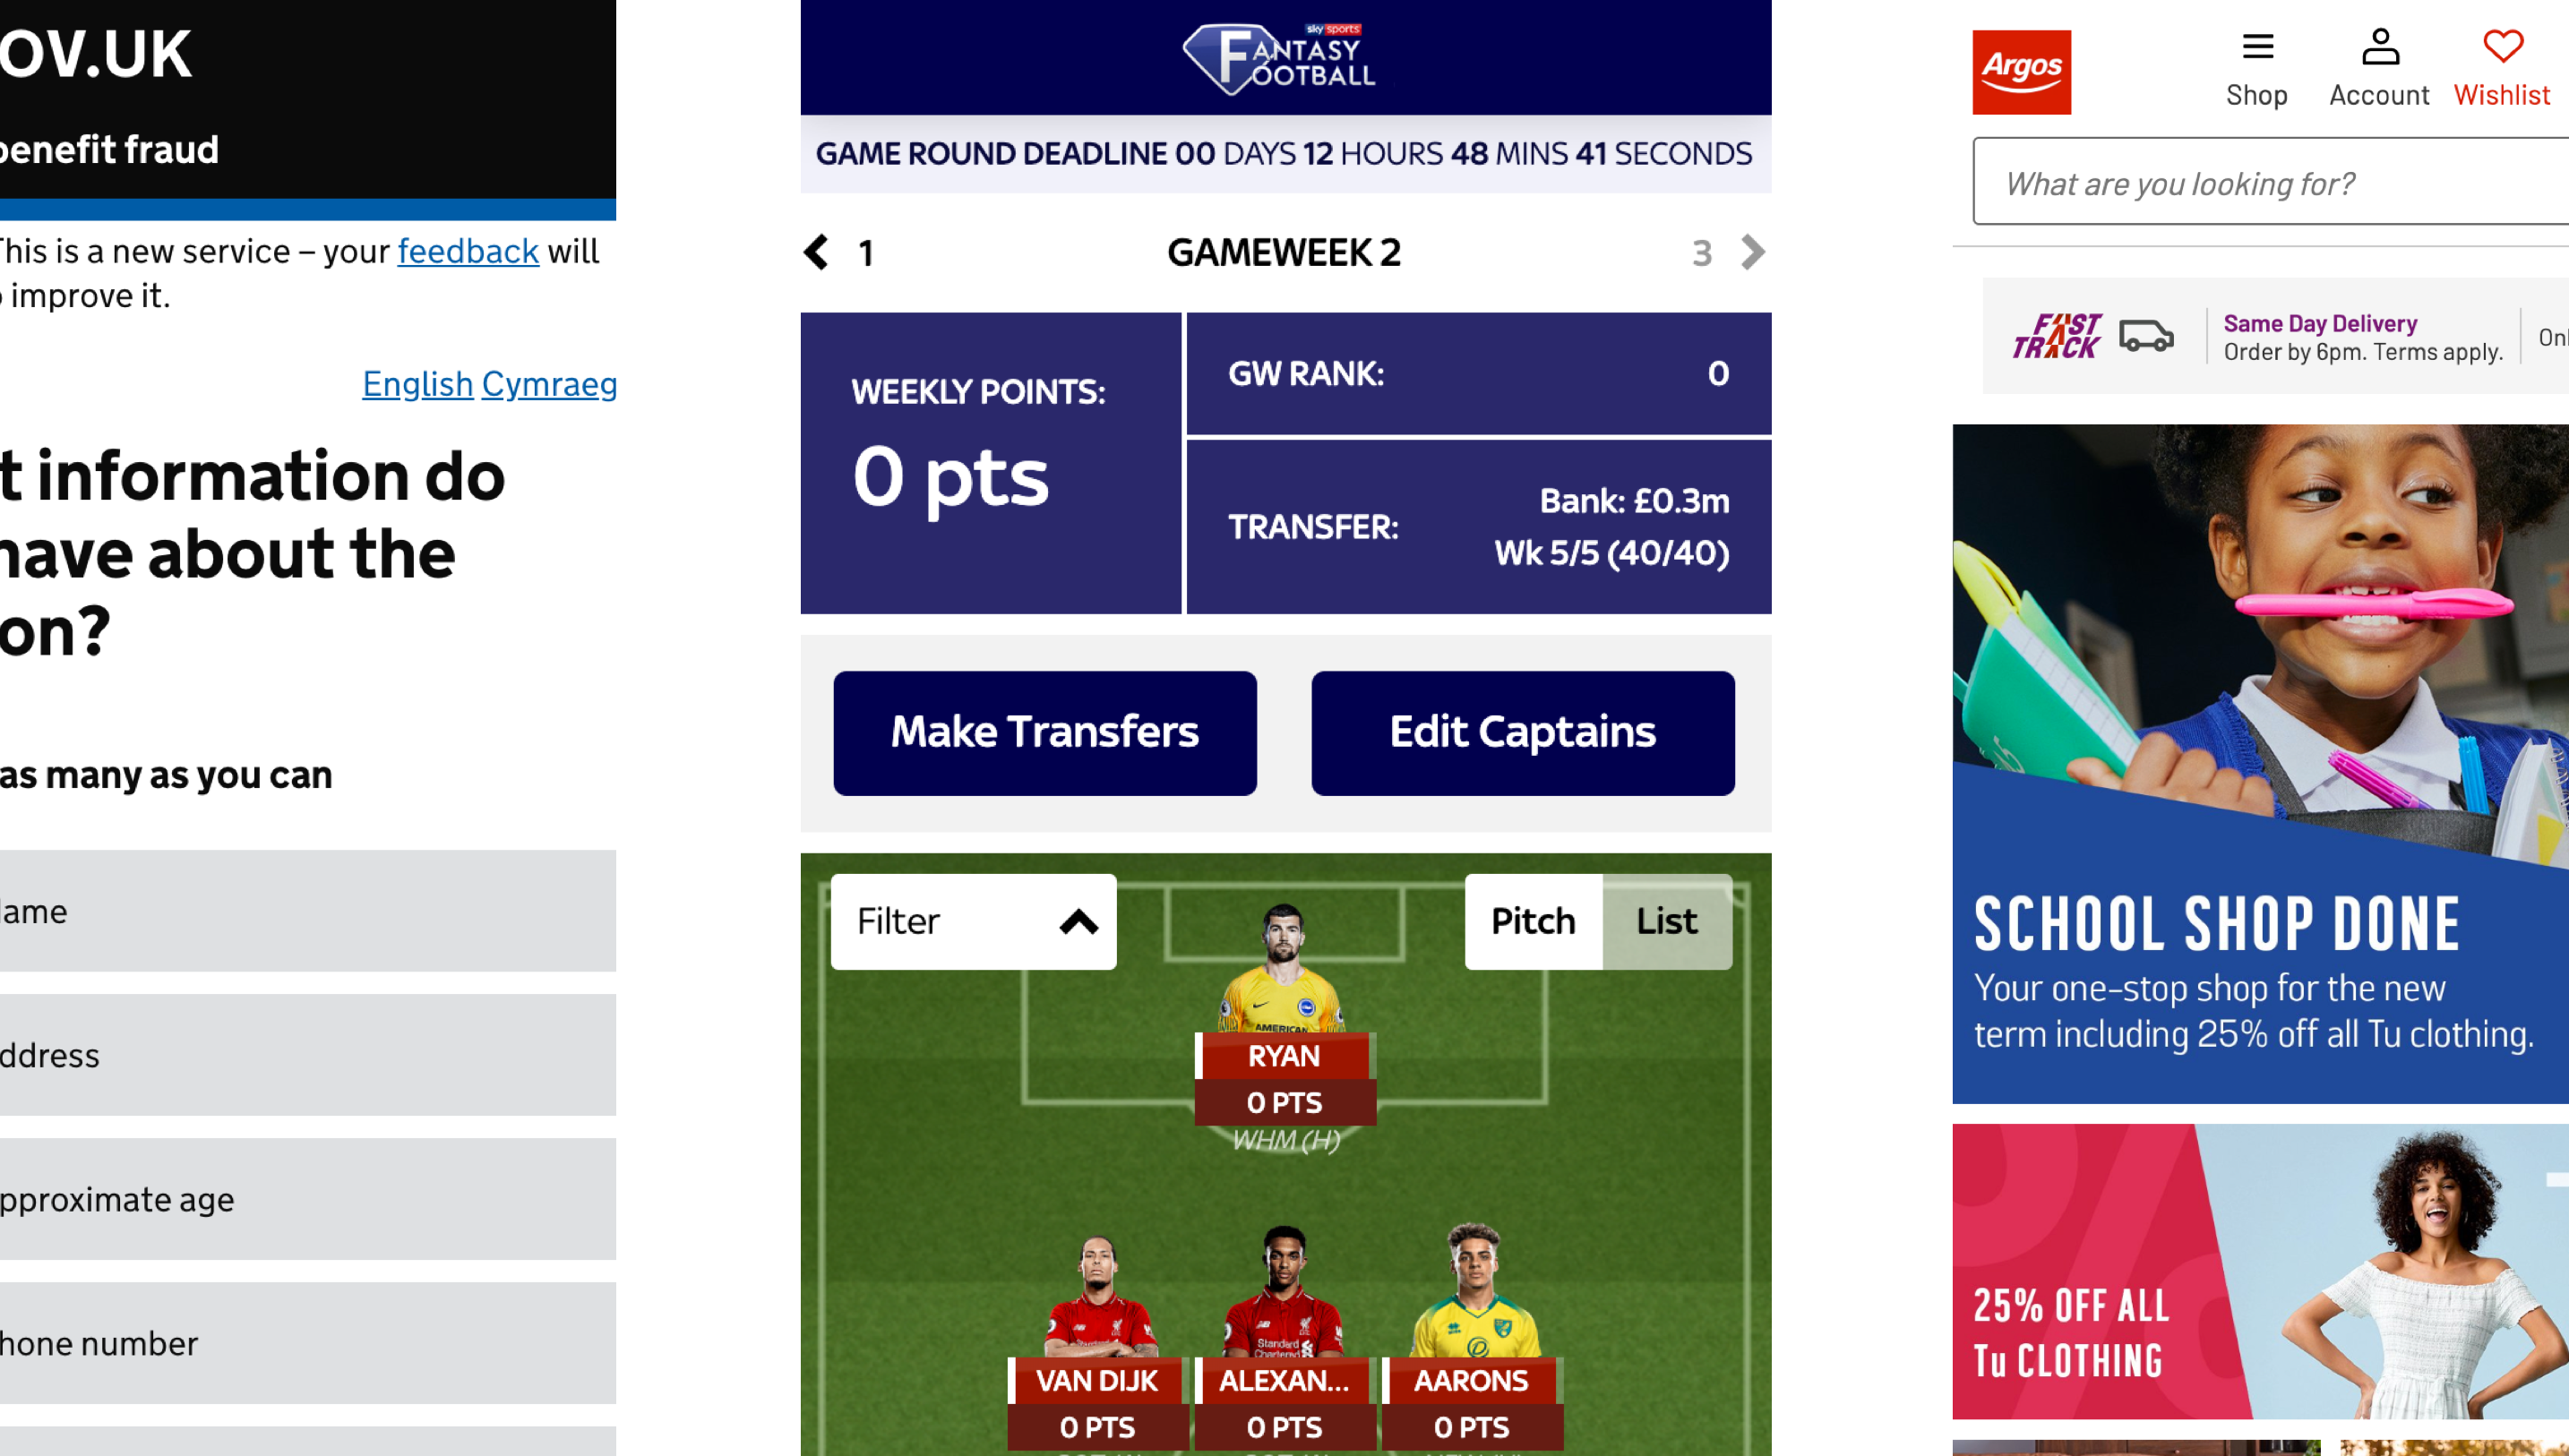 OV.UK
benefit fraud
This is a new service – your feedback will
improve it.
English Cymraeg
t information do
have about the
on?
as many as you can
ame
ddress
pproximate age
hone number
sky sports
FANTASY
FOOTBALL
GAME ROUND DEADLINE 00 DAYS 12 HOURS 48 MINS 41 SECONDS
1 GAMEWEEK 2 3
WEEKLY POINTS:
0 pts
GW RANK: 0
TRANSFER:
Bank: £0.3m
Wk 5/5 (40/40)
Make Transfers
Edit Captains
Filter
Pitch List
AMERICAN
RYAN
0 PTS
WHM (H)
Standard
Chartered
VAN DIJK
0 PTS
ALEXAN...
0 PTS
AARONS
0 PTS
Argos
Shop
Account
Wishlist
What are you looking for?
FAST
TRACK
Same Day Delivery
Order by 6pm. Terms apply.
SCHOOL SHOP DONE
Your one-stop shop for the new
term including 25% off all Tu clothing.
25% OFF ALL
Tu CLOTHING